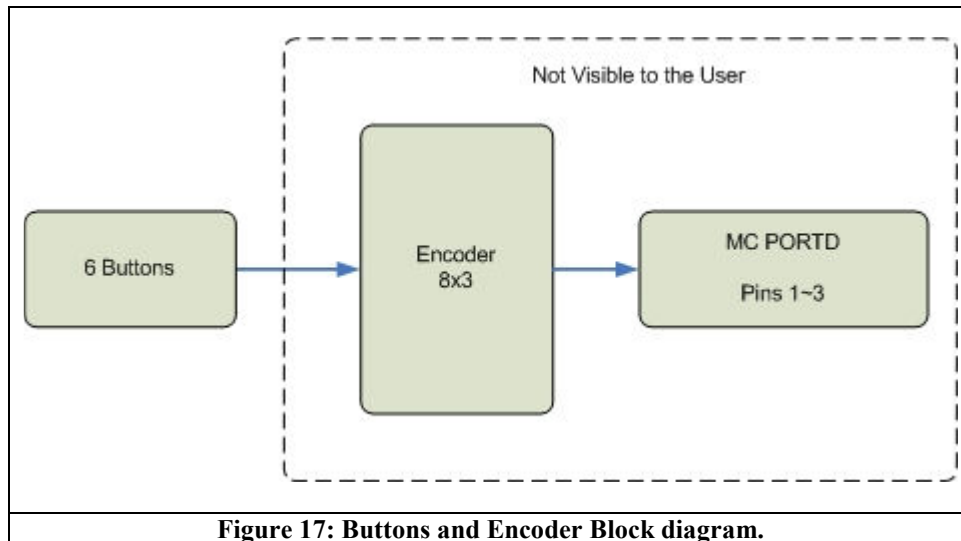 Not Visible to the User
6 Buttons
Encoder
8x3
MC PORTD
Pins 1~3
Figure 17: Buttons and Encoder Block diagram.